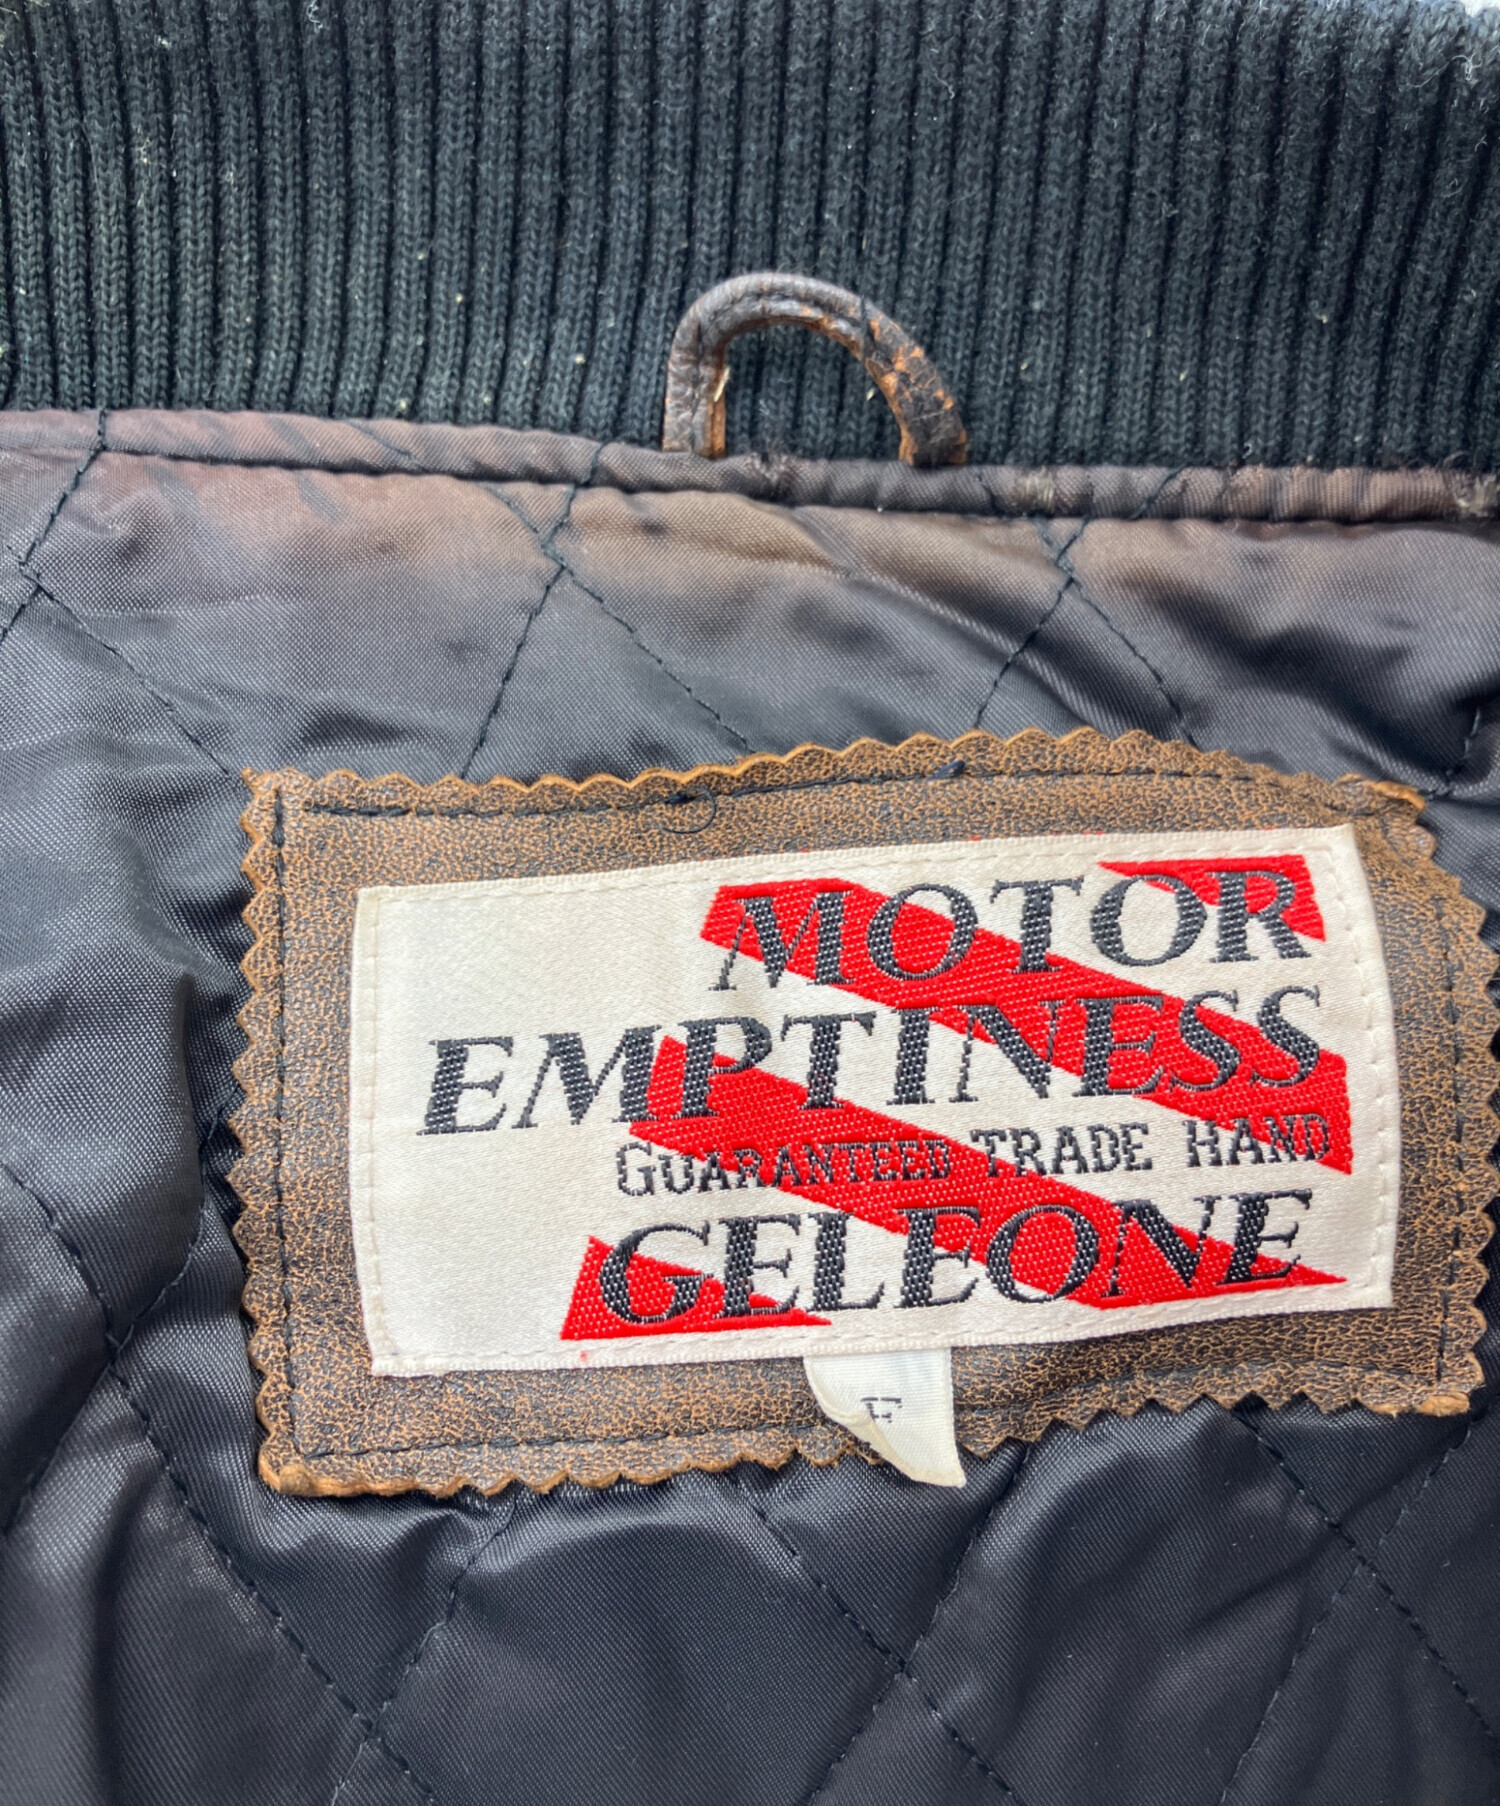 MOTOR
EMPTINESS
GUARANTEED TRADE HAND
GELEONE
F